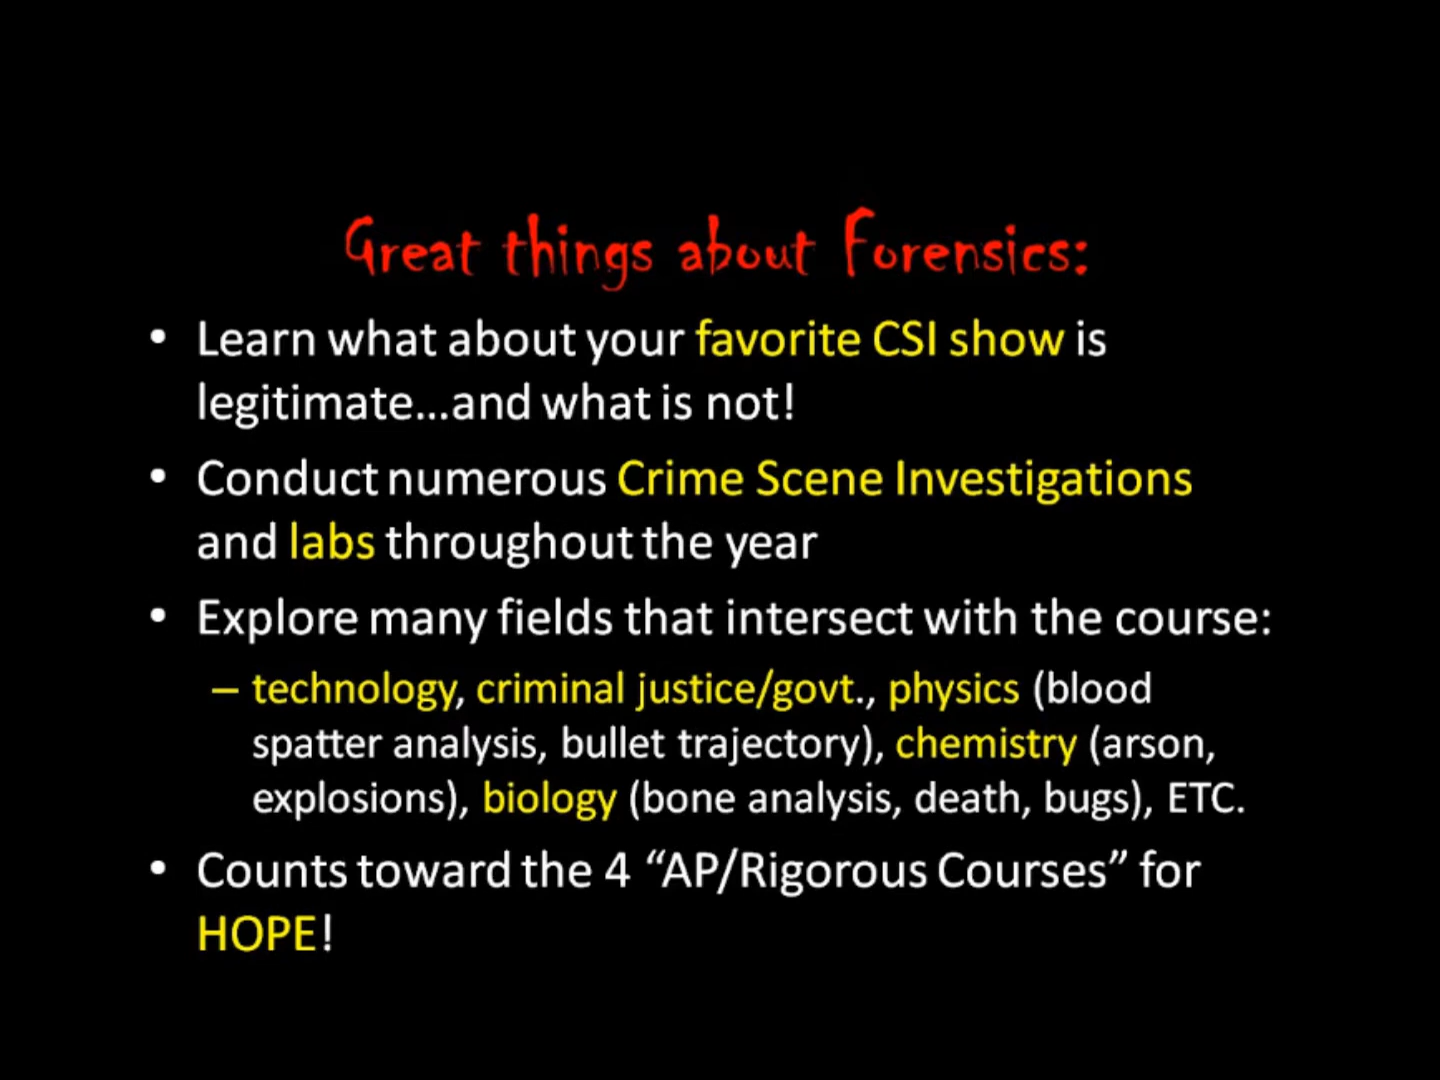 Great things about Forensics:
• Learn what about your favorite CSI show is
legitimate…and what is not!
• Conduct numerous Crime Scene Investigations
and labs throughout the year
• Explore many fields that intersect with the course:
– technology, criminal justice/govt., physics (blood
spatter analysis, bullet trajectory), chemistry (arson,
explosions), biology (bone analysis, death, bugs), ETC.
• Counts toward the 4 “AP/Rigorous Courses” for
HOPE!